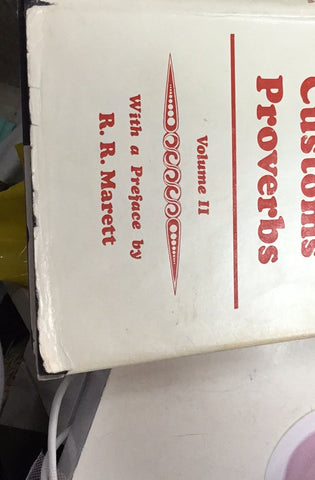 Customs
Proverbs
Volume II
With a Preface by
R. R. Marett